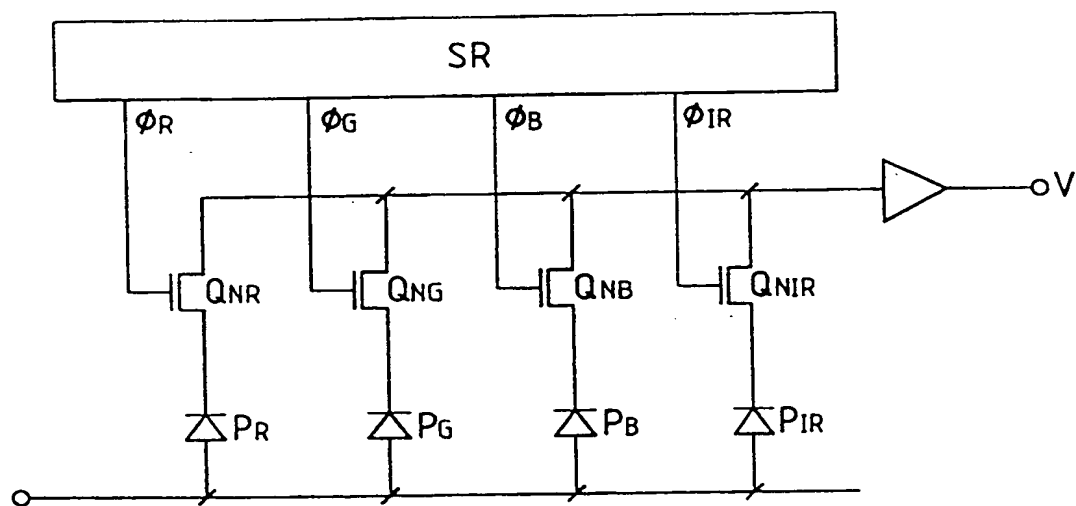 SR
ϕR ϕG ϕB ϕIR
V
QNR QNG QNB QNIR
PR PG PB PIR